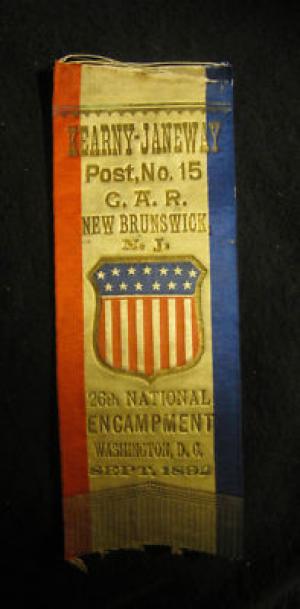 KEARNY-JANEWAY
Post, No. 15
G. A. R.
NEW BRUNSWICK,
N. J.
26th NATIONAL
ENCAMPMENT
WASHINGTON, D. C.
SEPT. 1892